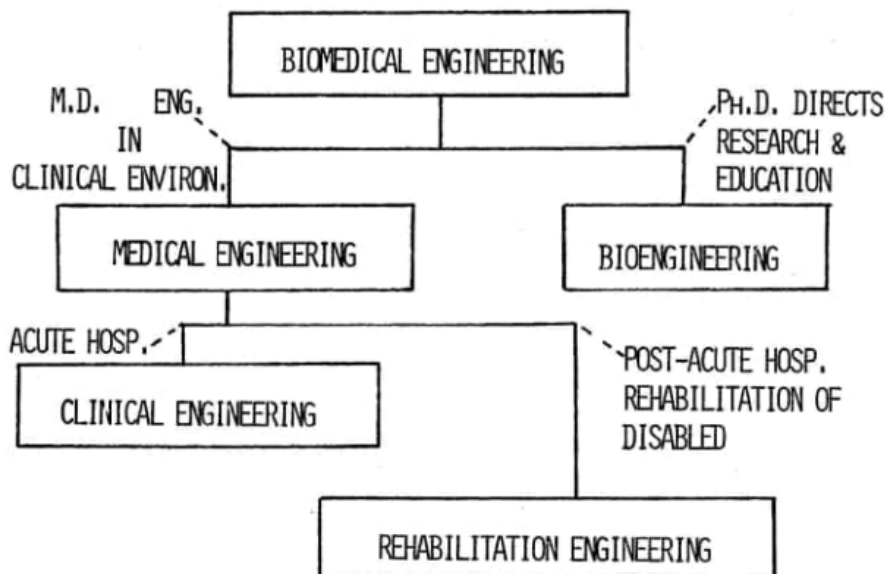 BIOMEDICAL ENGINEERING
M.D. ENG.
IN
CLINICAL ENVIRON.
PH.D. DIRECTS
RESEARCH &
EDUCATION
MEDICAL ENGINEERING
BIOENGINEERING
ACUTE HOSP.
POST-ACUTE HOSP.
REHABILITATION OF
DISABLED
CLINICAL ENGINEERING
REHABILITATION ENGINEERING